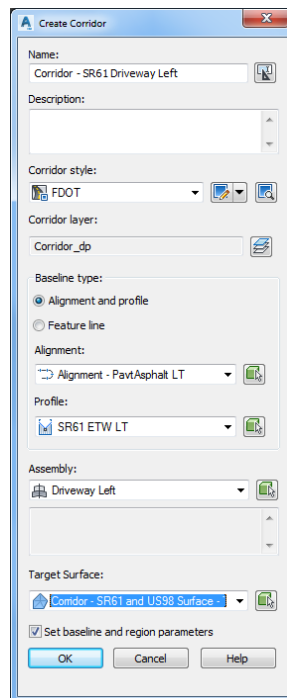 Create Corridor
Name:
Corridor - SR61 Driveway Left
Description:
Corridor style:
FDOT
Corridor layer:
Corridor_dp
Baseline type:
Alignment and profile
Feature line
Alignment:
Alignment - PavtAsphalt LT
Profile:
SR61 ETW LT
Assembly:
Driveway Left
Target Surface:
Corridor - SR61 and US98 Surface -
Set baseline and region parameters
OK Cancel Help